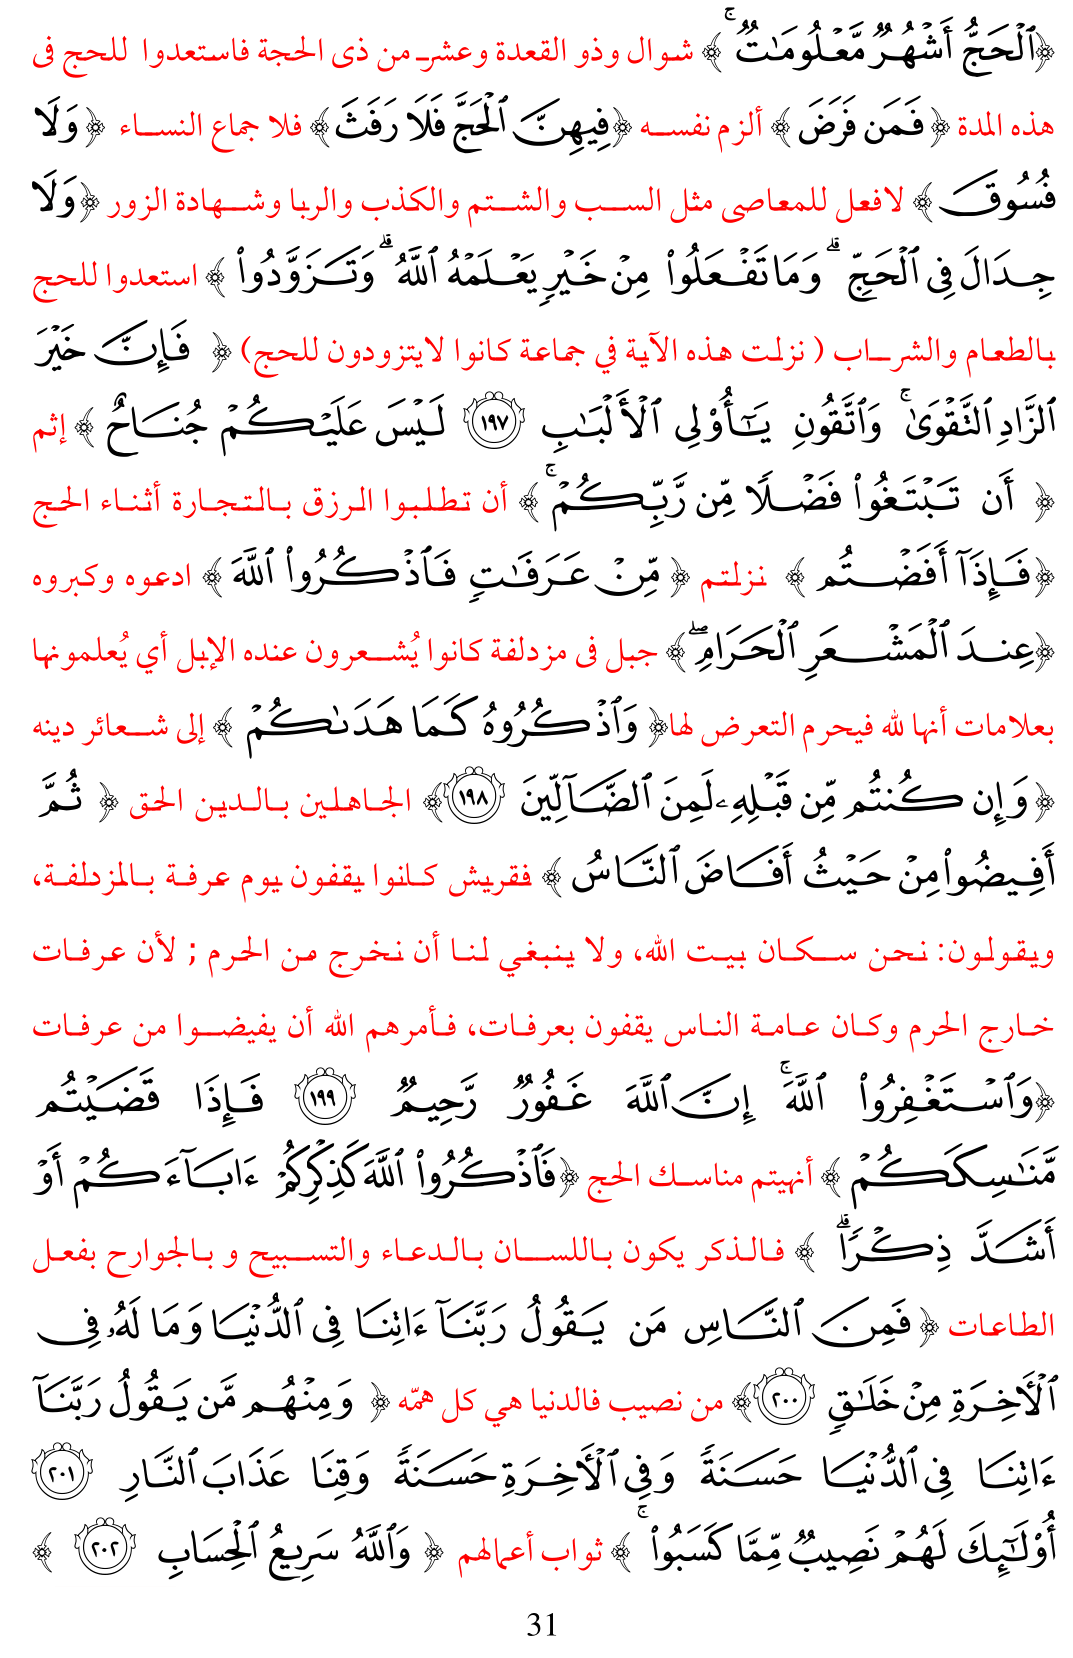 ﴿ٱلْحَجُّ أَشْهُرٌ مَّعْلُومَٰتٌ ۚ ﴾ شوال وذو القعدة وعشر من ذى الحجة فاستعدوا للحج فى
هذه المدة ﴿ فَمَن فَرَضَ ﴾ ألزم نفسه ﴿فِيهِنَّ ٱلْحَجَّ فَلَا رَفَثَ﴾ فلا جماع النساء ﴿ وَلَا
فُسُوقَ ﴾ لافعل للمعاصى مثل السب والشتم والكذب والربا وشهادة الزور ﴿وَلَا
جِدَالَ فِى ٱلْحَجِّ ۗ وَمَا تَفْعَلُوا۟ مِنْ خَيْرٍ يَعْلَمْهُ ٱللَّهُ ۗ وَتَزَوَّدُوا۟ ﴾ استعدوا للحج
بالطعام والشراب ( نزلت هذه الآية في جماعة كانوا لايتزودون للحج) ﴿ فَإِنَّ خَيْرَ
ٱلزَّادِ ٱلتَّقْوَىٰ ۚ وَٱتَّقُونِ يَٰٓأُو۟لِى ٱلْأَلْبَٰبِ ١٩٧ لَيْسَ عَلَيْكُمْ جُنَاحٌ ﴾ إثم
﴿ أَن تَبْتَغُوا۟ فَضْلًا مِّن رَّبِّكُمْ ۚ ﴾ أن تطلبوا الرزق بالتجارة أثناء الحج
﴿فَإِذَآ أَفَضْتُم ﴾ نزلتم ﴿ مِّنْ عَرَفَٰتٍ فَٱذْكُرُوا۟ ٱللَّهَ ﴾ ادعوه وكبروه
﴿عِندَ ٱلْمَشْعَرِ ٱلْحَرَامِ ۖ ﴾ جبل فى مزدلفة كانوا يُشعرون عنده الإبل أي يُعلمونها
بعلامات أنها لله فيحرم التعرض لها﴿ وَٱذْكُرُوهُ كَمَا هَدَىٰكُمْ ﴾ إلى شعائر دينه
﴿ وَإِن كُنتُم مِّن قَبْلِهِۦ لَمِنَ ٱلضَّآلِّينَ ١٩٨ ﴾ الجاهلين بالدين الحق ﴿ ثُمَّ
أَفِيضُوا۟ مِنْ حَيْثُ أَفَاضَ ٱلنَّاسُ ﴾ فقريش كانوا يقفون يوم عرفة بالمزدلفة،
ويقولون: نحن سكان بيت الله، ولا ينبغي لنا أن نخرج من الحرم ; لأن عرفات
خارج الحرم وكان عامة الناس يقفون بعرفات، فأمرهم الله أن يفيضوا من عرفات
﴿وَٱسْتَغْفِرُوا۟ ٱللَّهَ ۚ إِنَّ ٱللَّهَ غَفُورٌ رَّحِيمٌ ١٩٩ فَإِذَا قَضَيْتُم
مَّنَٰسِكَكُمْ ﴾ أنهيتم مناسك الحج ﴿فَٱذْكُرُوا۟ ٱللَّهَ كَذِكْرِكُمْ ءَابَآءَكُمْ أَوْ
أَشَدَّ ذِكْرًا ۗ ﴾ فالذكر يكون باللسان بالدعاء والتسبيح و بالجوارح بفعل
الطاعات ﴿ فَمِنَ ٱلنَّاسِ مَن يَقُولُ رَبَّنَآ ءَاتِنَا فِى ٱلدُّنْيَا وَمَا لَهُۥ فِى
ٱلْأَخِرَةِ مِنْ خَلَٰقٍ ٢٠٠ ﴾ من نصيب فالدنيا هي كل همّه ﴿ وَمِنْهُم مَّن يَقُولُ رَبَّنَآ
ءَاتِنَا فِى ٱلدُّنْيَا حَسَنَةً وَفِى ٱلْأَخِرَةِ حَسَنَةً وَقِنَا عَذَابَ ٱلنَّارِ ٢٠١
أُو۟لَٰٓئِكَ لَهُمْ نَصِيبٌ مِّمَّا كَسَبُوا۟ ۚ ﴾ ثواب أعمالهم ﴿ وَٱللَّهُ سَرِيعُ ٱلْحِسَابِ ٢٠٢ ﴾
31